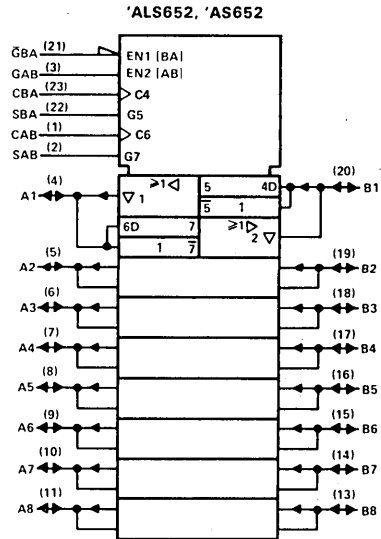 'ALS652, 'AS652
G̅BA (21) EN1 [BA]
GAB (3) EN2 [AB]
CBA (23) C4
SBA (22) G5
CAB (1) C6
SAB (2) G7
A1 (4) ≥1 ◁ 5 4D (20) B1
▽ 1 5̅ 1
6D 7 ≥1 ▷
1 7̅ 2 ▽
A2 (5) (19) B2
A3 (6) (18) B3
A4 (7) (17) B4
A5 (8) (16) B5
A6 (9) (15) B6
A7 (10) (14) B7
A8 (11) (13) B8